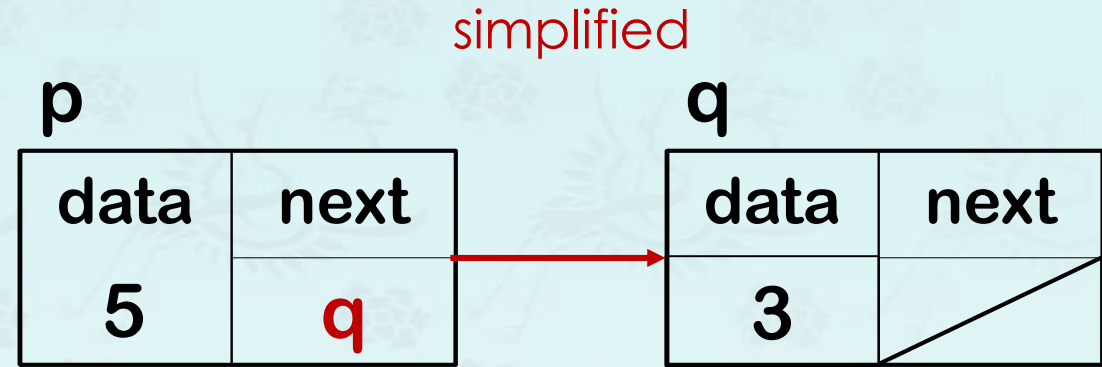 simplified
p q
data next data next
5 q 3